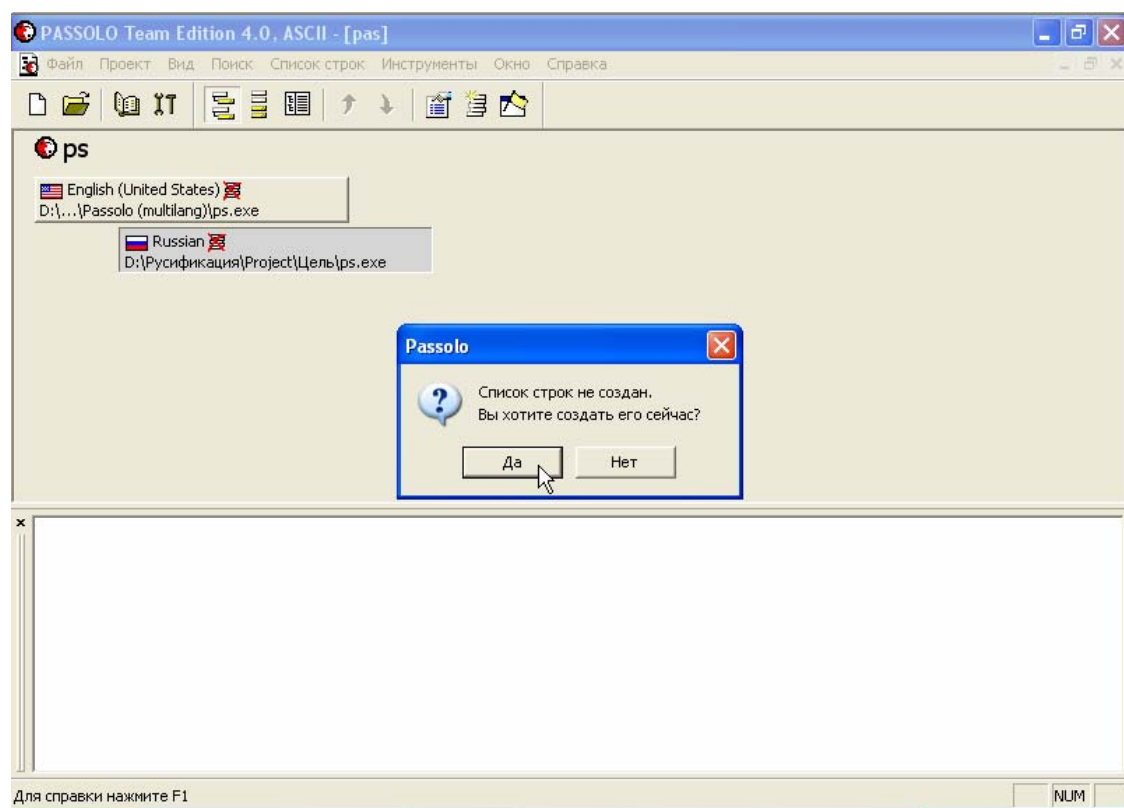 PASSOLO Team Edition 4.0, ASCII - [pas]
Файл Проект Вид Поиск Список строк Инструменты Окно Справка
ps
English (United States)
D:\...\Passolo (multilang)\ps.exe
Russian
D:\Русификация\Project\Цель\ps.exe
Passolo
Список строк не создан.
Вы хотите создать его сейчас?
Да Нет
Для справки нажмите F1 NUM